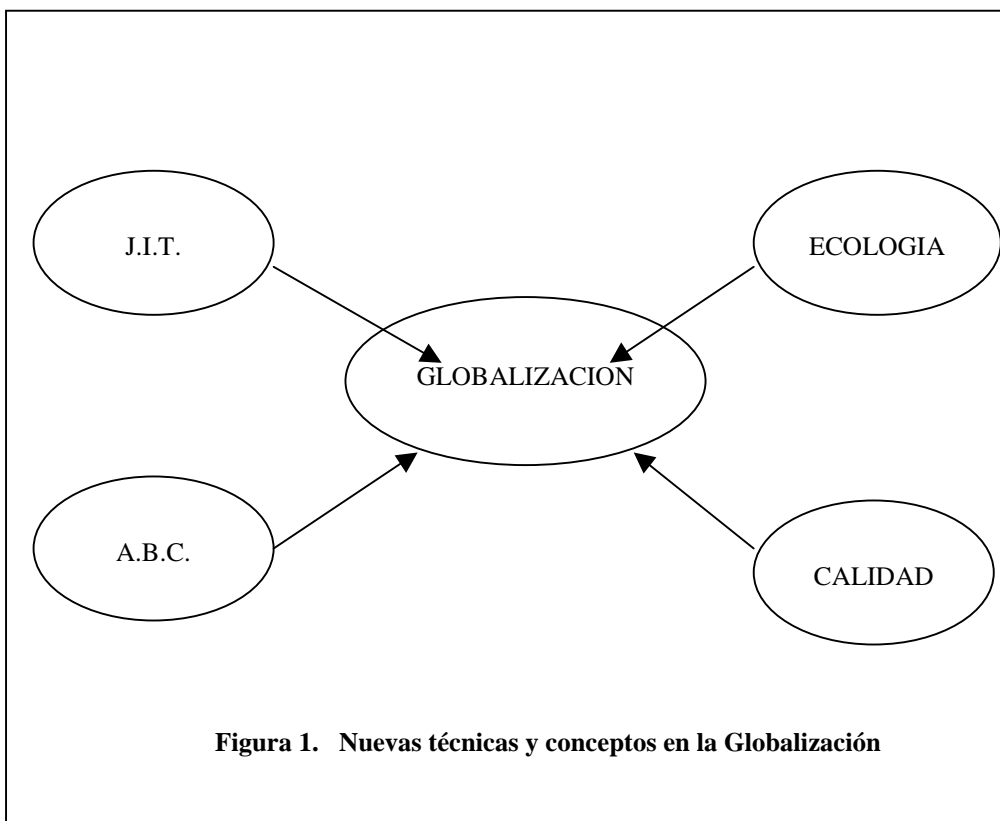 J.I.T.
ECOLOGIA
GLOBALIZACION
A.B.C.
CALIDAD
Figura 1. Nuevas técnicas y conceptos en la Globalización